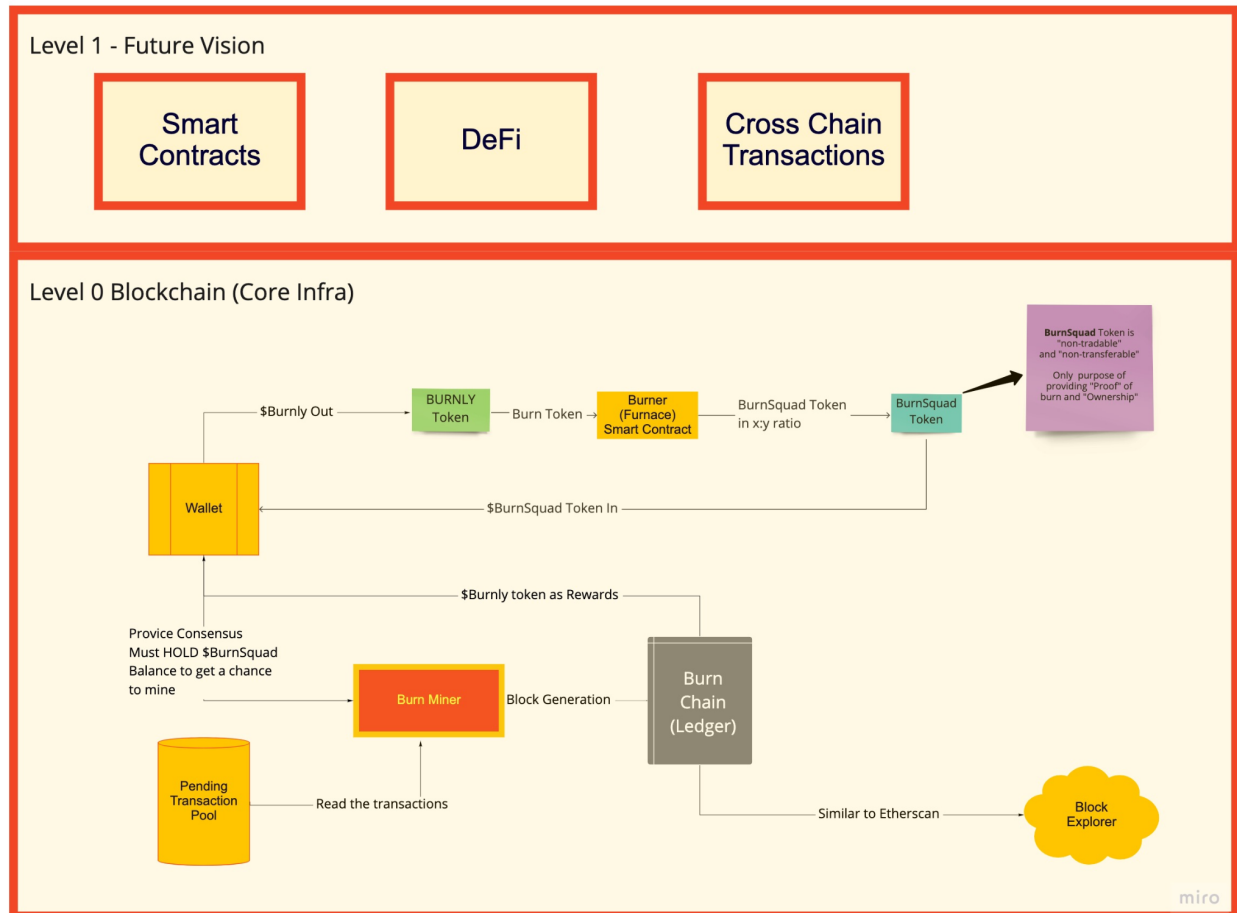 Level 1 - Future Vision
Smart
Contracts
DeFi
Cross Chain
Transactions
Level 0 Blockchain (Core Infra)
BurnSquad Token is
"non-tradable"
and "non-transferable"
Only purpose of
providing "Proof" of
burn and "Ownership"
$Burnly Out
BURNLY
Token
Burn Token
Burner
(Furnace)
Smart Contract
BurnSquad Token
in x:y ratio
BurnSquad
Token
Wallet
$BurnSquad Token In
$Burnly token as Rewards
Provice Consensus
Must HOLD $BurnSquad
Balance to get a chance
to mine
Burn Miner
Block Generation
Burn
Chain
(Ledger)
Pending
Transaction
Pool
Read the transactions
Similar to Etherscan
Block
Explorer
miro